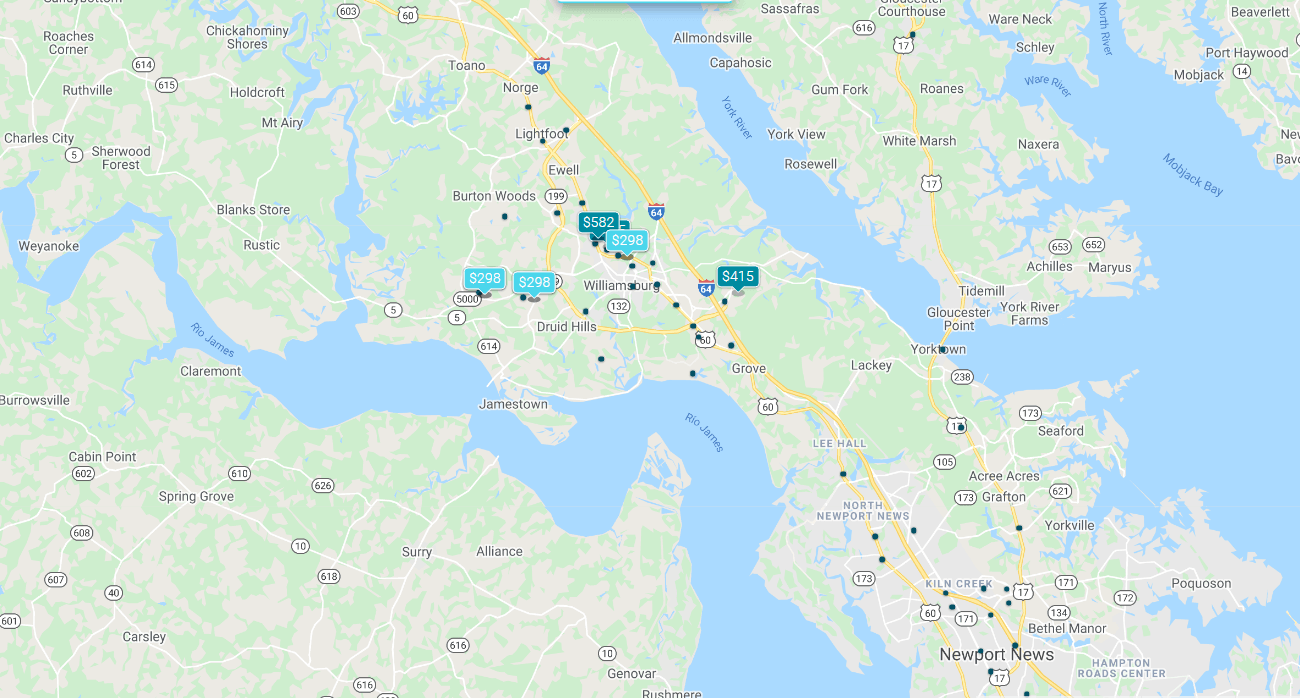 603
60
Gloucester
Courthouse
Sassafras
Ware Neck
Beaverlett
Roaches
Corner
Chickahominy
Shores
616
17
Allmondsville
North River
Schley
Port Haywood
614
Toano
64
Capahosic
Mobjack
14
615
Ruthville
Holdcroft
Norge
Gum Fork
Roanes
Ware River
Mt Airy
York River
Charles City
Lightfoot
York View
White Marsh
Naxera
5
Sherwood
Forest
Ewell
Rosewell
Mobjack Bay
Burton Woods
199
17
Blanks Store
64
$582
$298
Weyanoke
Rustic
653
652
Achilles
Maryus
$298
$298
$415
Williamsburg
64
Tidemill
5000
5
5
132
York River
Farms
Gloucester
Point
Druid Hills
Río James
614
60
Yorktown
Claremont
Grove
Lackey
238
Burrowsville
Jamestown
60
173
Río James
17
Seaford
LEE HALL
Cabin Point
602
610
105
Acree Acres
626
Spring Grove
173
Grafton
621
NORTH
NEWPORT NEWS
Yorkville
608
10
Surry
Alliance
607
618
173
KILN CREEK
171
Poquoson
40
17
172
601
60
171
134
Carsley
Bethel Manor
616
10
Newport News
HAMPTON
ROADS CENTER
Genovar
17
616
Rushmere